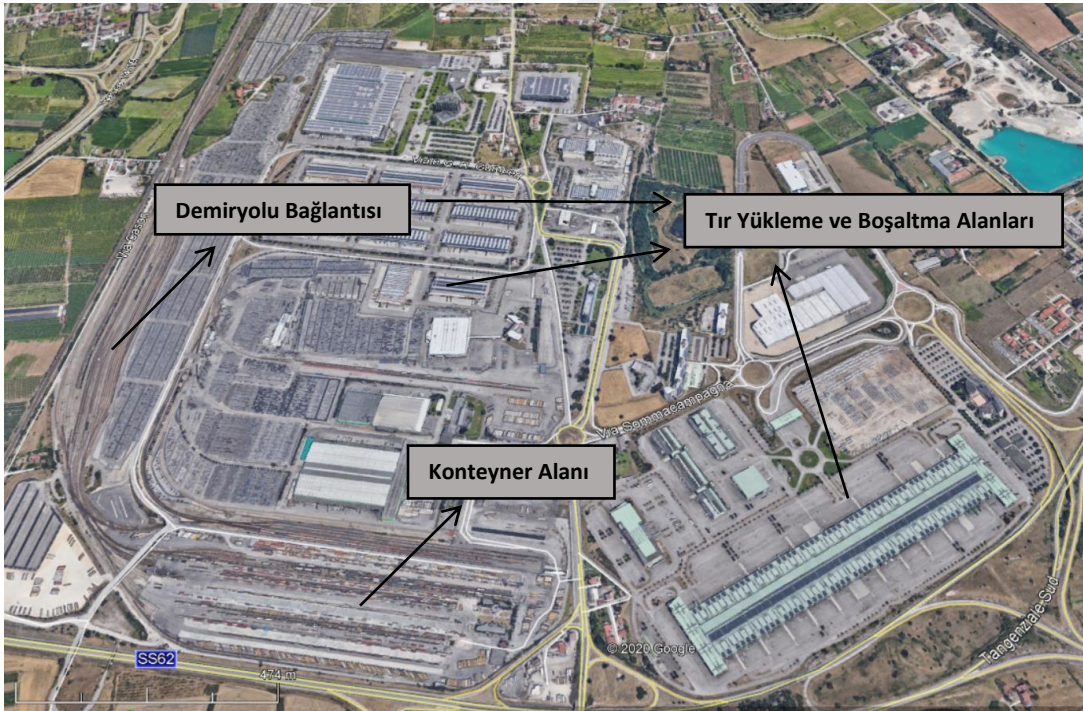 Demiryolu Bağlantısı
Tır Yükleme ve Boşaltma Alanları
Via Sommacampagna
Konteyner Alanı
© 2020 Google
Tangenziale Sud
SS62
474 m